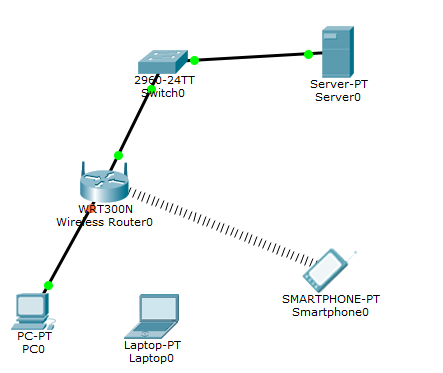 2960-24TT
Switch0
Server-PT
Server0
WRT300N
Wireless Router0
SMARTPHONE-PT
Smartphone0
PC-PT
PC0
Laptop-PT
Laptop0